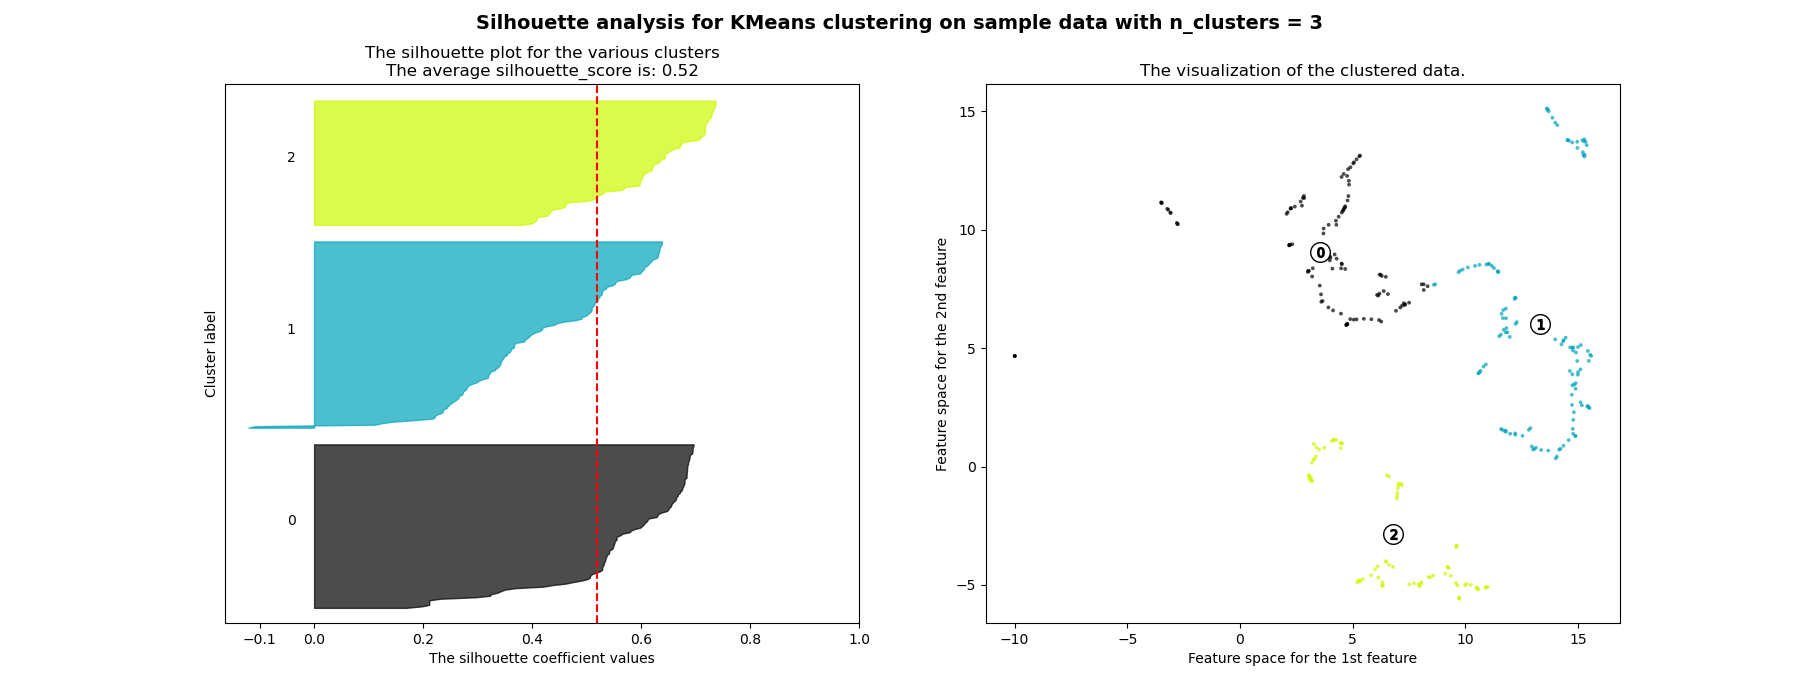 Silhouette analysis for KMeans clustering on sample data with n_clusters = 3
The silhouette plot for the various clusters
The average silhouette_score is: 0.52
2
1
0
Cluster label
−0.1 0.0 0.2 0.4 0.6 0.8 1.0
The silhouette coefficient values
The visualization of the clustered data.
15
10
5
0
−5
Feature space for the 2nd feature
0
1
2
−10 −5 0 5 10 15
Feature space for the 1st feature